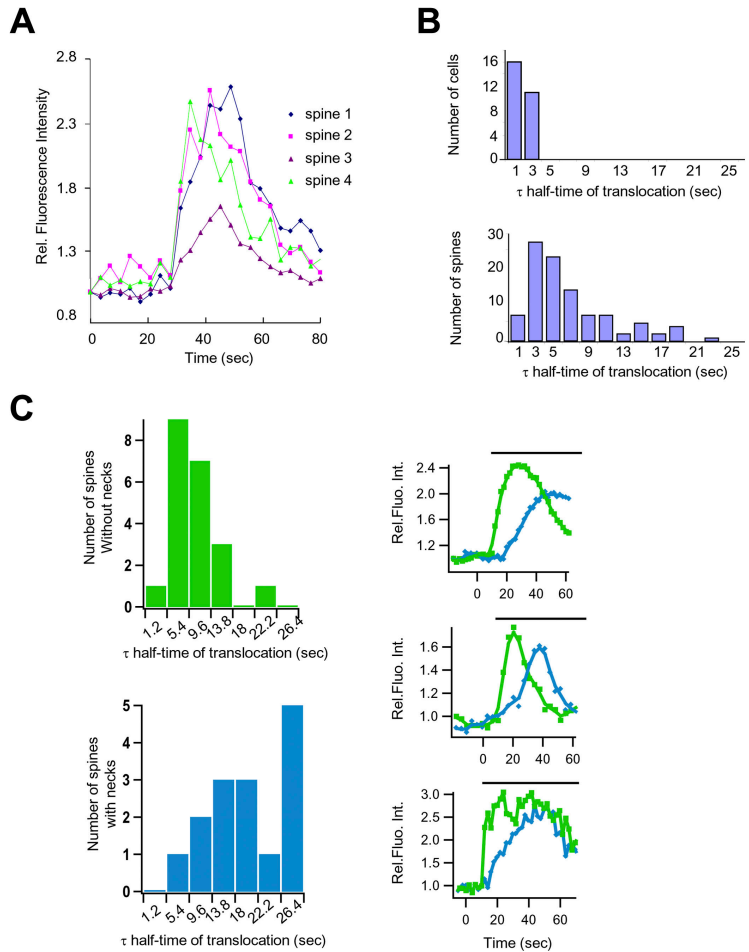 A
2.8
2.3
1.8
1.3
0.8
Rel. Fluorescence Intensity
0 20 40 60 80
Time (sec)
spine 1
spine 2
spine 3
spine 4
B
Number of cells
16
12
8
4
0
1 3 5 9 13 17 21 25
τ half-time of translocation (sec)
Number of spines
30
20
10
0
1 3 5 9 13 17 21 25
τ half-time of translocation (sec)
C
Number of spines
Without necks
8
6
4
2
0
1.2 5.4 9.6 13.8 18 22.2 26.4
τ half-time of translocation (sec)
Number of spines
with necks
5
4
3
2
1
0
1.2 5.4 9.6 13.8 18 22.2 26.4
τ half-time of translocation (sec)
Rel.Fluo. Int.
2.4
2.0
1.6
1.2
0 20 40 60
Rel.Fluo. Int.
1.6
1.4
1.2
1.0
0 20 40 60
Rel.Fluo. Int.
3.0
2.5
2.0
1.5
1.0
0 20 40 60
Time (sec)